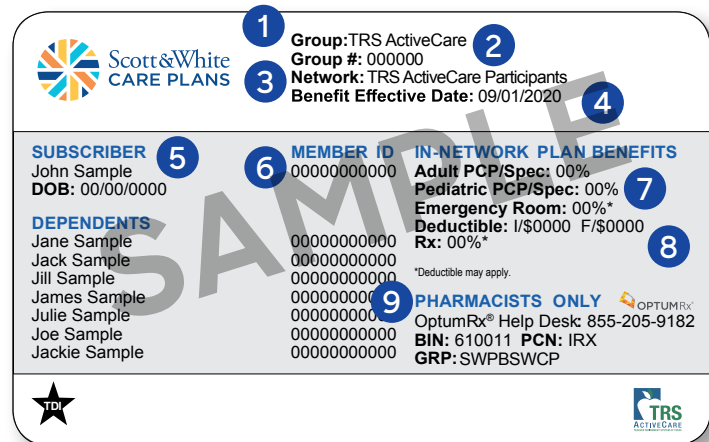 1
Group:TRS ActiveCare
2
Group #: 000000
3
Network: TRS ActiveCare Participants
Benefit Effective Date: 09/01/2020
4
Scott & White
CARE PLANS
SUBSCRIBER 5
John Sample
DOB: 00/00/0000
6
MEMBER ID
00000000000
DEPENDENTS
Jane Sample 00000000000
Jack Sample 00000000000
Jill Sample 00000000000
James Sample 00000000000
Julie Sample 00000000000
Joe Sample 00000000000
Jackie Sample 00000000000
IN-NETWORK PLAN BENEFITS
Adult PCP/Spec: 00%
Pediatric PCP/Spec: 00% 7
Emergency Room: 00%*
Deductible: I/$0000 F/$0000
Rx: 00%* 8
*Deductible may apply.
9 PHARMACISTS ONLY OPTUMRx®
OptumRx® Help Desk: 855-205-9182
BIN: 610011 PCN: IRX
GRP: SWPBSWCP
SAMPLE
TDI
TRS
ACTIVECARE